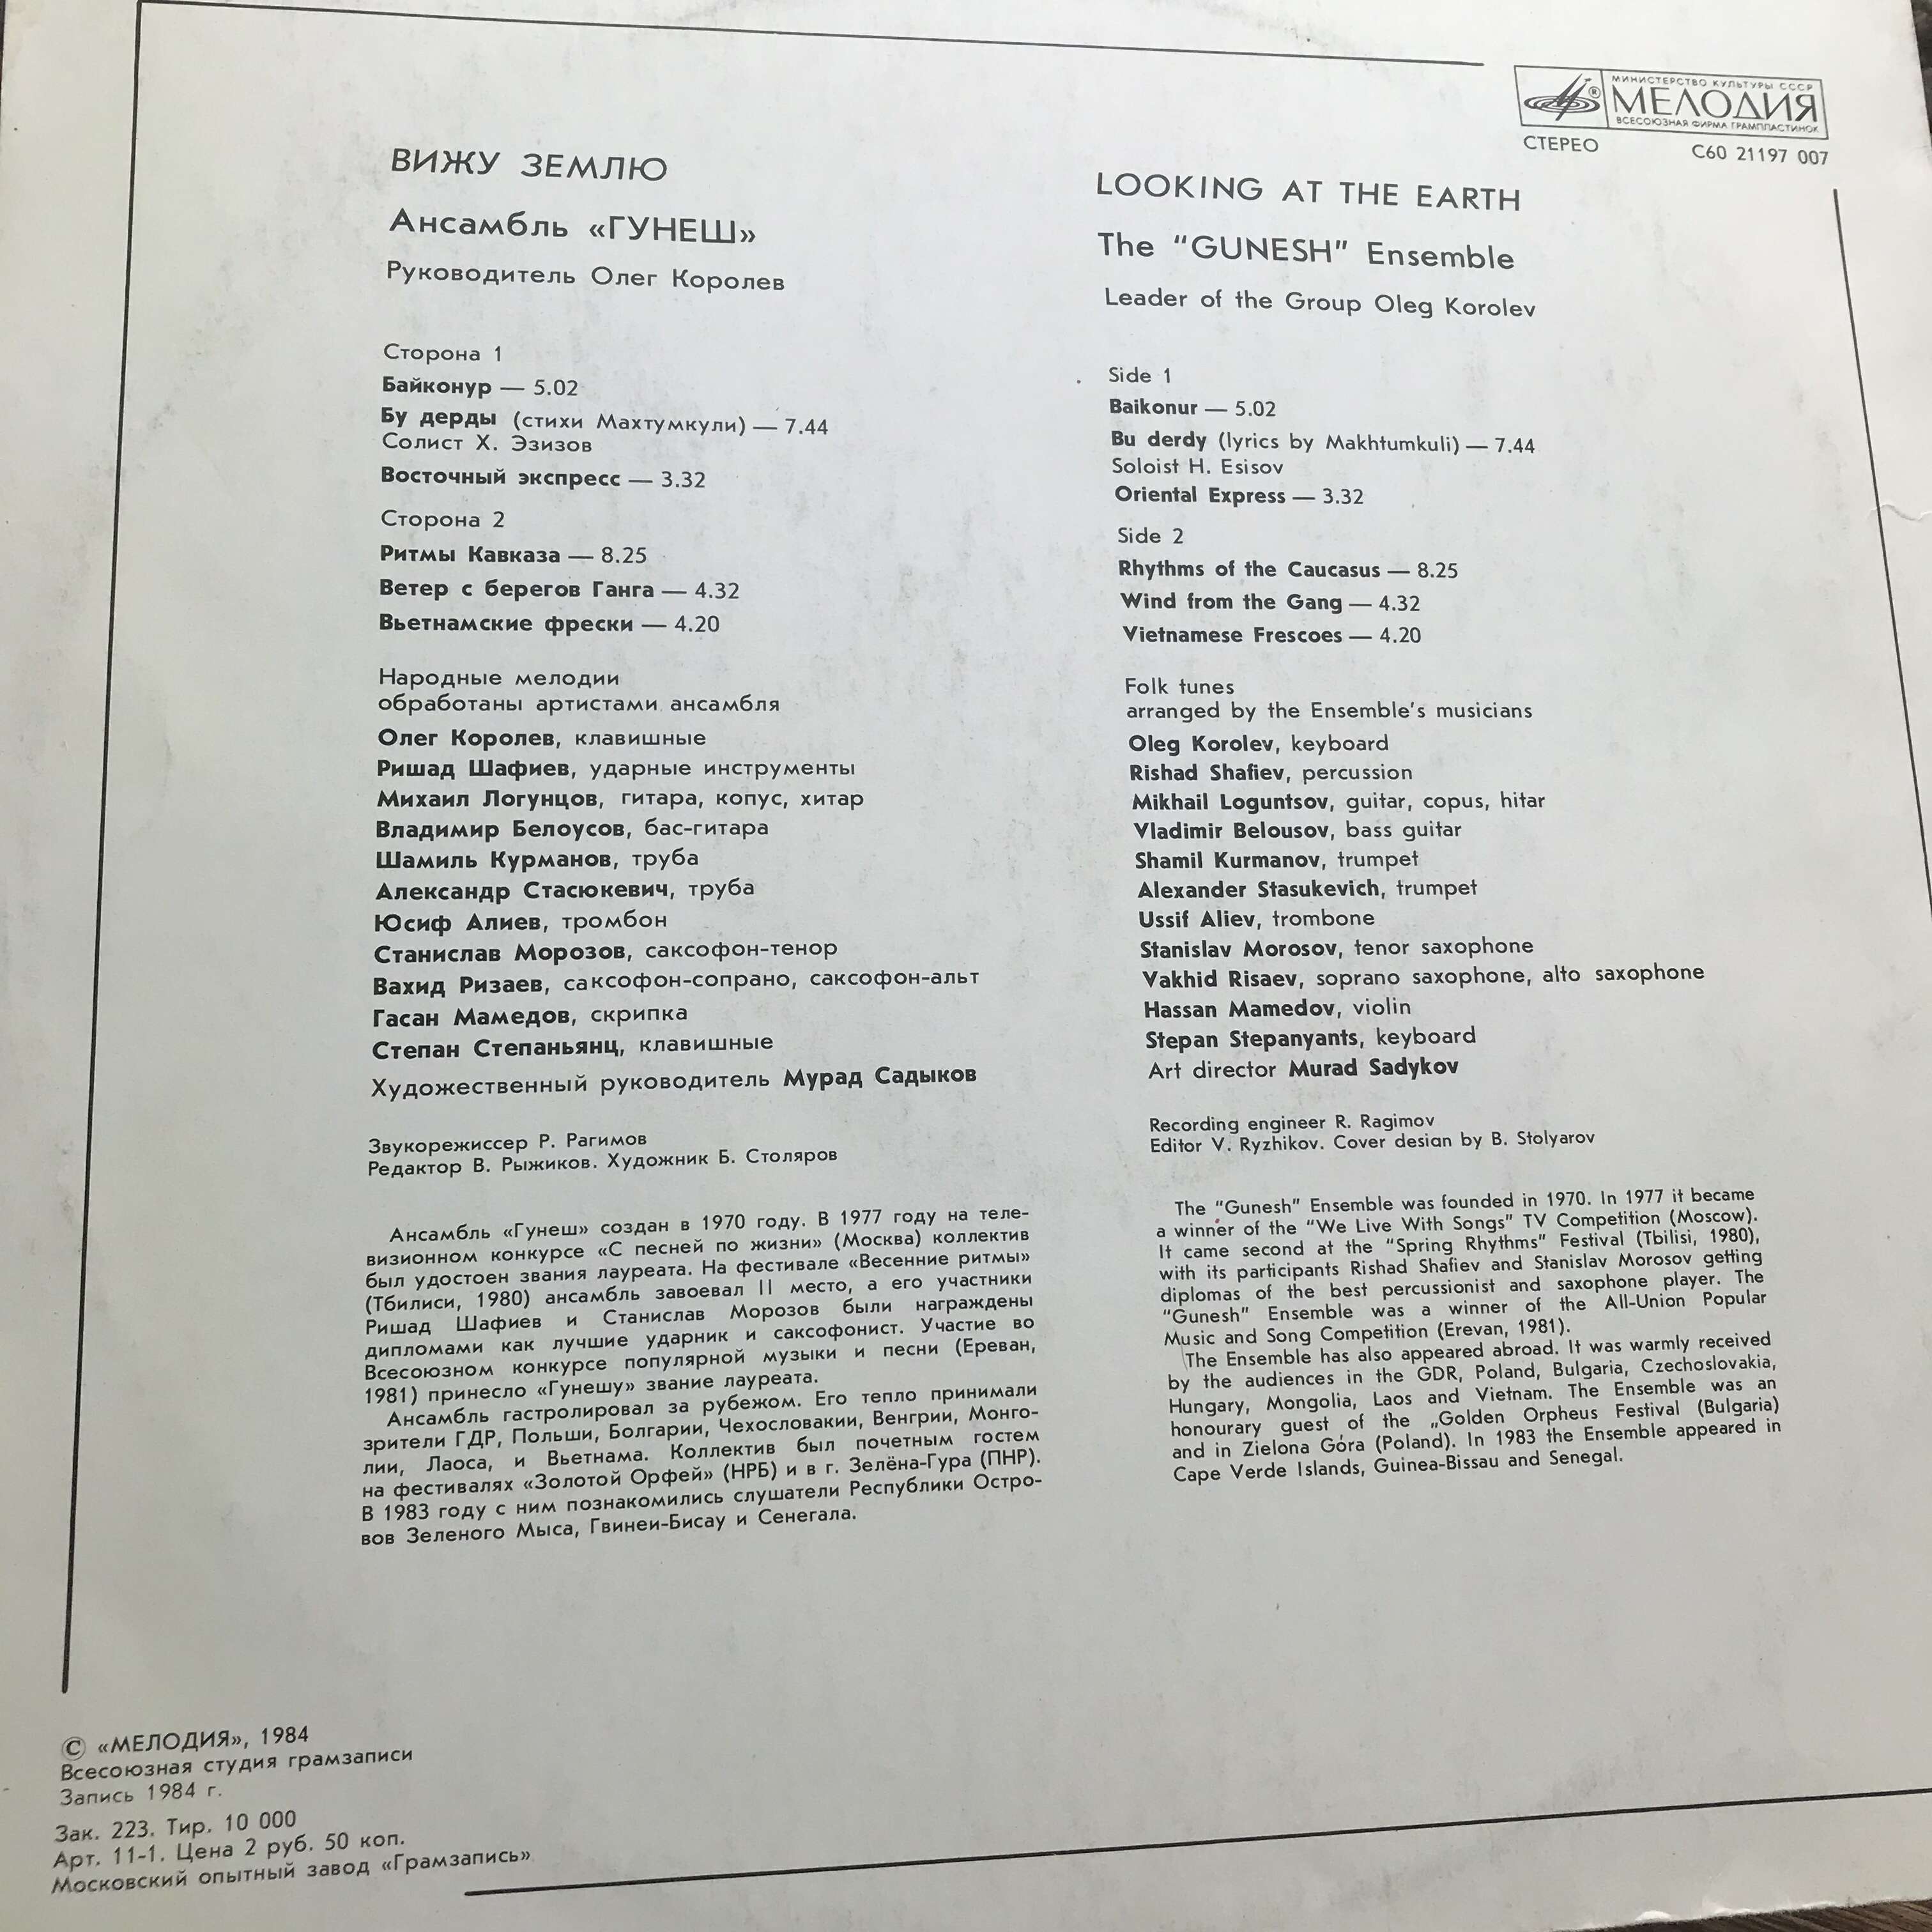 МИНИСТЕРСТВО КУЛЬТУРЫ СССР
МЕЛОДИЯ
ВСЕСОЮЗНАЯ ФИРМА ГРАМПЛАСТИНОК
СТЕРЕО
С60 21197 007
ВИЖУ ЗЕМЛЮ
Ансамбль «ГУНЕШ»
Руководитель Олег Королев
Сторона 1
Байконур — 5.02
Бу дерды (стихи Махтумкули) — 7.44
Солист Х. Эзизов
Восточный экспресс — 3.32
Сторона 2
Ритмы Кавказа — 8.25
Ветер с берегов Ганга — 4.32
Вьетнамские фрески — 4.20
Народные мелодии
обработаны артистами ансамбля
Олег Королев, клавишные
Ришад Шафиев, ударные инструменты
Михаил Логунцов, гитара, копус, хитар
Владимир Белоусов, бас-гитара
Шамиль Курманов, труба
Александр Стасюкевич, труба
Юсиф Алиев, тромбон
Станислав Морозов, саксофон-тенор
Вахид Ризаев, саксофон-сопрано, саксофон-альт
Гасан Мамедов, скрипка
Степан Степаньянц, клавишные
Художественный руководитель Мурад Садыков
Звукорежиссер Р. Рагимов
Редактор В. Рыжиков. Художник Б. Столяров
Ансамбль «Гунеш» создан в 1970 году. В 1977 году на теле-
визионном конкурсе «С песней по жизни» (Москва) коллектив
был удостоен звания лауреата. На фестивале «Весенние ритмы»
(Тбилиси, 1980) ансамбль завоевал II место, а его участники
Ришад Шафиев и Станислав Морозов были награждены
дипломами как лучшие ударник и саксофонист. Участие во
Всесоюзном конкурсе популярной музыки и песни (Ереван,
1981) принесло «Гунешу» звание лауреата.
Ансамбль гастролировал за рубежом. Его тепло принимали
зрители ГДР, Польши, Болгарии, Чехословакии, Венгрии, Монго-
лии, Лаоса, и Вьетнама. Коллектив был почетным гостем
на фестивалях «Золотой Орфей» (НРБ) и в г. Зелёна-Гура (ПНР).
В 1983 году с ним познакомились слушатели Республики Остро-
вов Зеленого Мыса, Гвинеи-Бисау и Сенегала.
LOOKING AT THE EARTH
The “GUNESH” Ensemble
Leader of the Group Oleg Korolev
Side 1
Baikonur — 5.02
Bu derdy (lyrics by Makhtumkuli) — 7.44
Soloist H. Esisov
Oriental Express — 3.32
Side 2
Rhythms of the Caucasus — 8.25
Wind from the Gang — 4.32
Vietnamese Frescoes — 4.20
Folk tunes
arranged by the Ensemble's musicians
Oleg Korolev, keyboard
Rishad Shafiev, percussion
Mikhail Loguntsov, guitar, copus, hitar
Vladimir Belousov, bass guitar
Shamil Kurmanov, trumpet
Alexander Stasukevich, trumpet
Ussif Aliev, trombone
Stanislav Morosov, tenor saxophone
Vakhid Risaev, soprano saxophone, alto saxophone
Hassan Mamedov, violin
Stepan Stepanyants, keyboard
Art director Murad Sadykov
Recording engineer R. Ragimov
Editor V. Ryzhikov. Cover design by B. Stolyarov
The “Gunesh” Ensemble was founded in 1970. In 1977 it became
a winner of the “We Live With Songs” TV Competition (Moscow).
It came second at the “Spring Rhythms” Festival (Tbilisi, 1980),
with its participants Rishad Shafiev and Stanislav Morosov getting
diplomas of the best percussionist and saxophone player. The
“Gunesh” Ensemble was a winner of the All-Union Popular
Music and Song Competition (Erevan, 1981).
The Ensemble has also appeared abroad. It was warmly received
by the audiences in the GDR, Poland, Bulgaria, Czechoslovakia,
Hungary, Mongolia, Laos and Vietnam. The Ensemble was an
honourary guest of the „Golden Orpheus Festival (Bulgaria)
and in Zielona Góra (Poland). In 1983 the Ensemble appeared in
Cape Verde Islands, Guinea-Bissau and Senegal.
© «МЕЛОДИЯ», 1984
Всесоюзная студия грамзаписи
Запись 1984 г.
Зак. 223. Тир. 10 000
Арт. 11-1. Цена 2 руб. 50 коп.
Московский опытный завод «Грамзапись»